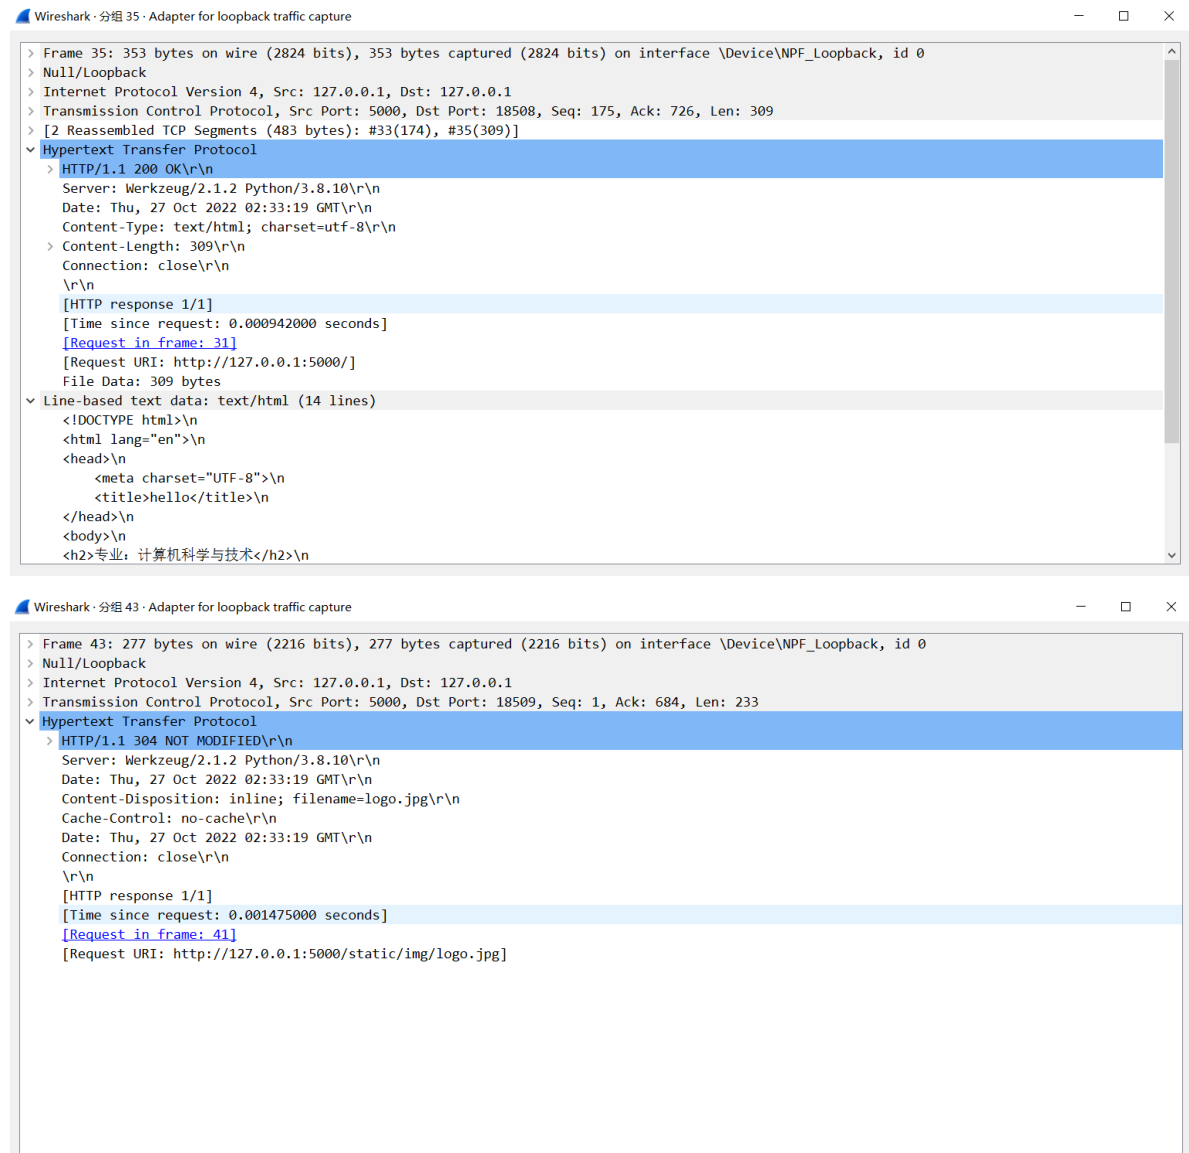 Wireshark · 分组 35 · Adapter for loopback traffic capture
Frame 35: 353 bytes on wire (2824 bits), 353 bytes captured (2824 bits) on interface \Device\NPF_Loopback, id 0
Null/Loopback
Internet Protocol Version 4, Src: 127.0.0.1, Dst: 127.0.0.1
Transmission Control Protocol, Src Port: 5000, Dst Port: 18508, Seq: 175, Ack: 726, Len: 309
[2 Reassembled TCP Segments (483 bytes): #33(174), #35(309)]
Hypertext Transfer Protocol
HTTP/1.1 200 OK\r\n
Server: Werkzeug/2.1.2 Python/3.8.10\r\n
Date: Thu, 27 Oct 2022 02:33:19 GMT\r\n
Content-Type: text/html; charset=utf-8\r\n
Content-Length: 309\r\n
Connection: close\r\n
\r\n
[HTTP response 1/1]
[Time since request: 0.000942000 seconds]
[Request in frame: 31]
[Request URI: http://127.0.0.1:5000/]
File Data: 309 bytes
Line-based text data: text/html (14 lines)
<!DOCTYPE html>\n
<html lang="en">\n
<head>\n
    <meta charset="UTF-8">\n
    <title>hello</title>\n
</head>\n
<body>\n
<h2>专业：计算机科学与技术</h2>\n
Wireshark · 分组 43 · Adapter for loopback traffic capture
Frame 43: 277 bytes on wire (2216 bits), 277 bytes captured (2216 bits) on interface \Device\NPF_Loopback, id 0
Null/Loopback
Internet Protocol Version 4, Src: 127.0.0.1, Dst: 127.0.0.1
Transmission Control Protocol, Src Port: 5000, Dst Port: 18509, Seq: 1, Ack: 684, Len: 233
Hypertext Transfer Protocol
HTTP/1.1 304 NOT MODIFIED\r\n
Server: Werkzeug/2.1.2 Python/3.8.10\r\n
Date: Thu, 27 Oct 2022 02:33:19 GMT\r\n
Content-Disposition: inline; filename=logo.jpg\r\n
Cache-Control: no-cache\r\n
Date: Thu, 27 Oct 2022 02:33:19 GMT\r\n
Connection: close\r\n
\r\n
[HTTP response 1/1]
[Time since request: 0.001475000 seconds]
[Request in frame: 41]
[Request URI: http://127.0.0.1:5000/static/img/logo.jpg]